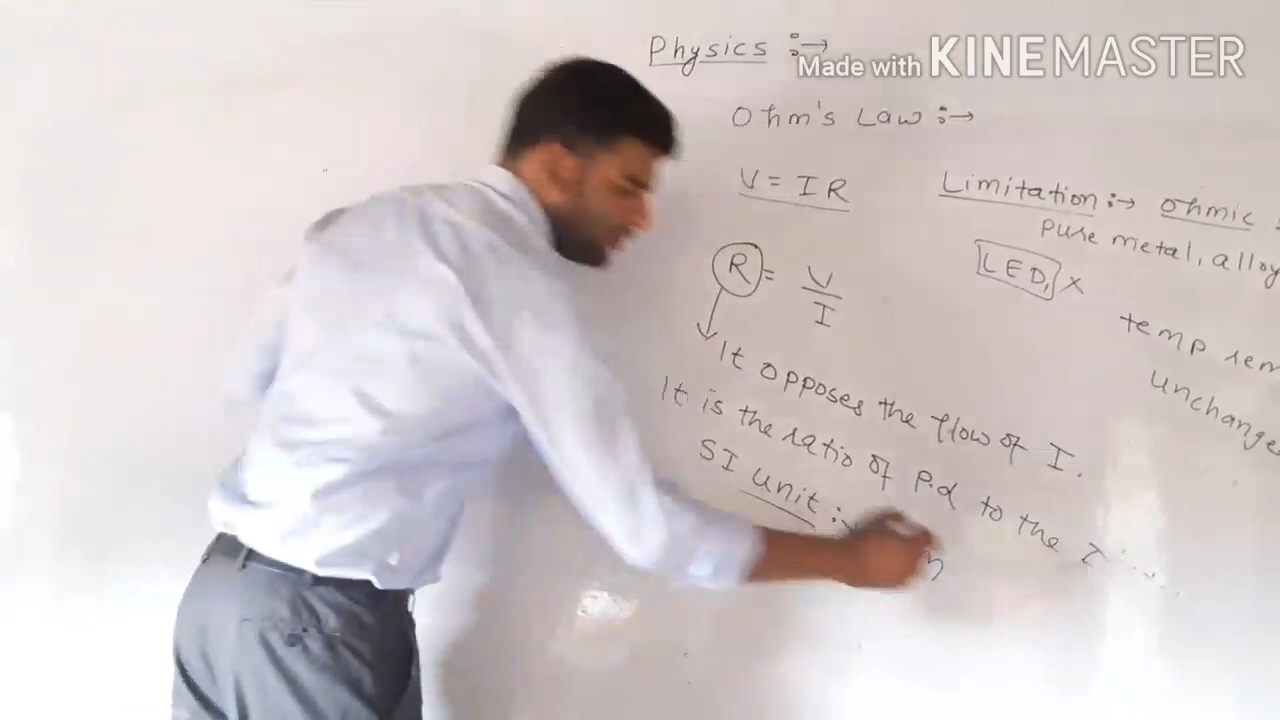 Physics :→
Made with KINEMASTER
Ohm's Law :→
V = IR
Limitation :→ ohmic
pure metal, alloy
LED, x
R = V/I
temp
unchange
It opposes the flow of I.
It is the ratio of P.d to the I
SI unit :